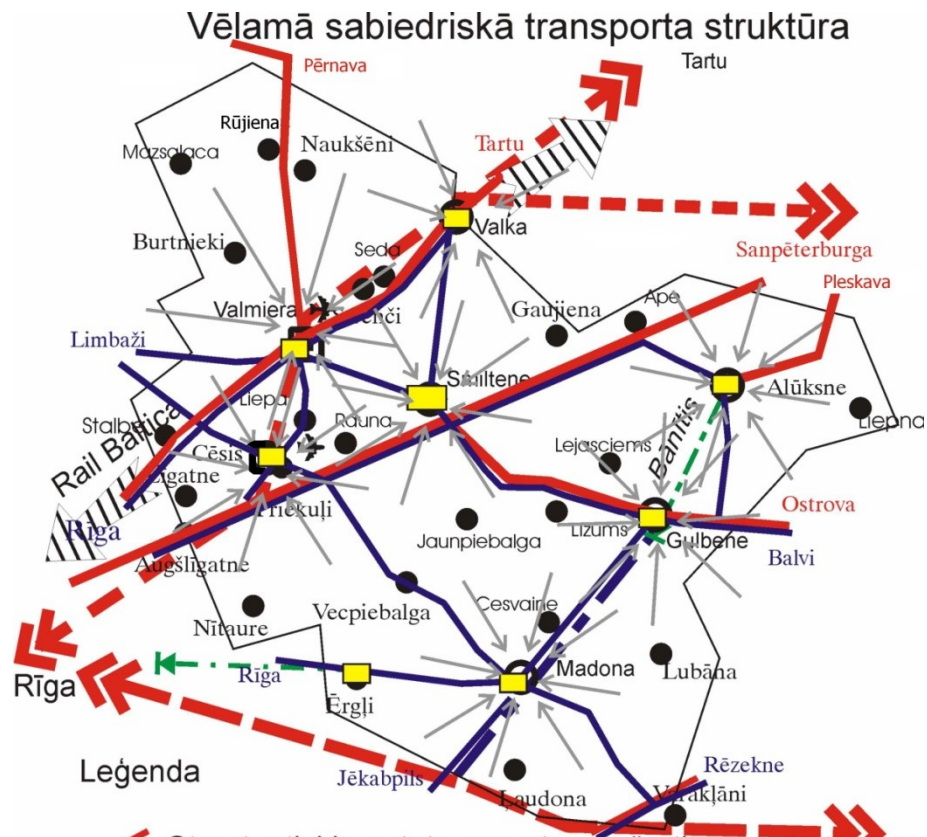 Vēlamā sabiedriskā transporta struktūra
Tartu
Pērnava
Rūjiena
Naukšēni
Mazsalaca
Tartu
Valka
Burtnieki
Seda
Sanpēterburga
Pleskava
Valmiera
Gaujiena
Ape
Limbaži
Smiltene
Alūksne
Liepa
Liepna
Rauna
Rail Baltica
Cēsis
Lejasciems
Banītis
Ostrova
Rīga
Priekuļi
Lizums
Gulbene
Balvi
Jaunpiebalga
Augšlīgatne
Vecpiebalga
Cesvaine
Nītaure
Rīga
Rīga
Ērgļi
Madona
Lubāna
Leģenda
Jēkabpils
Ļaudona
Rēzekne
Varakļāni